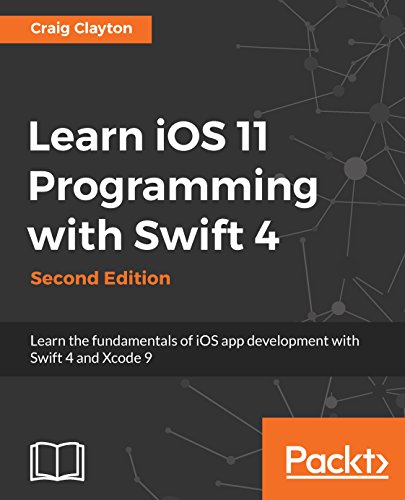 Craig Clayton
Learn iOS 11
Programming
with Swift 4
Second Edition
Learn the fundamentals of iOS app development with
Swift 4 and Xcode 9
Packt>